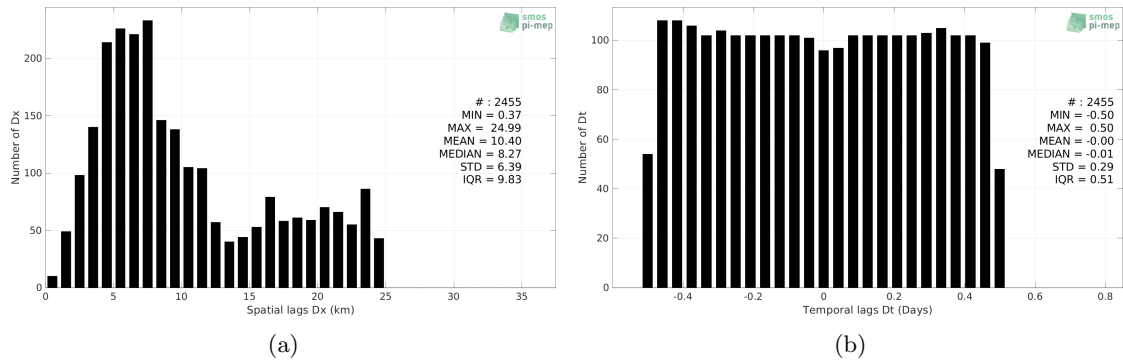 smos
pi-mep
200
150
100
50
0
Number of Dx
# : 2455
MIN = 0.37
MAX = 24.99
MEAN = 10.40
MEDIAN = 8.27
STD = 6.39
IQR = 9.83
0 5 10 15 20 25 30 35
Spatial lags Dx (km)
(a)
smos
pi-mep
100
80
60
40
20
0
Number of Dt
# : 2455
MIN = -0.50
MAX = 0.50
MEAN = -0.00
MEDIAN = -0.01
STD = 0.29
IQR = 0.51
-0.4 -0.2 0 0.2 0.4 0.6 0.8
Temporal lags Dt (Days)
(b)